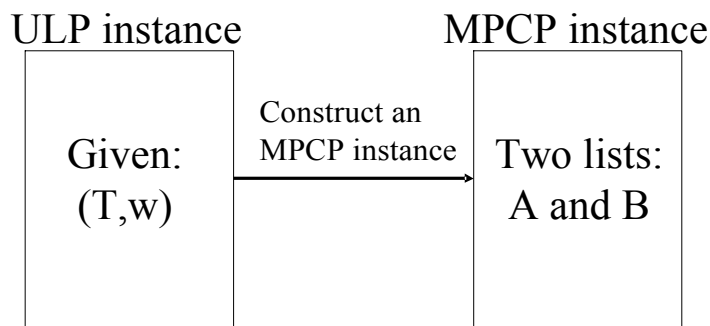 ULP instance
MPCP instance
Construct an
MPCP instance
Given:
(T,w)
Two lists:
A and B